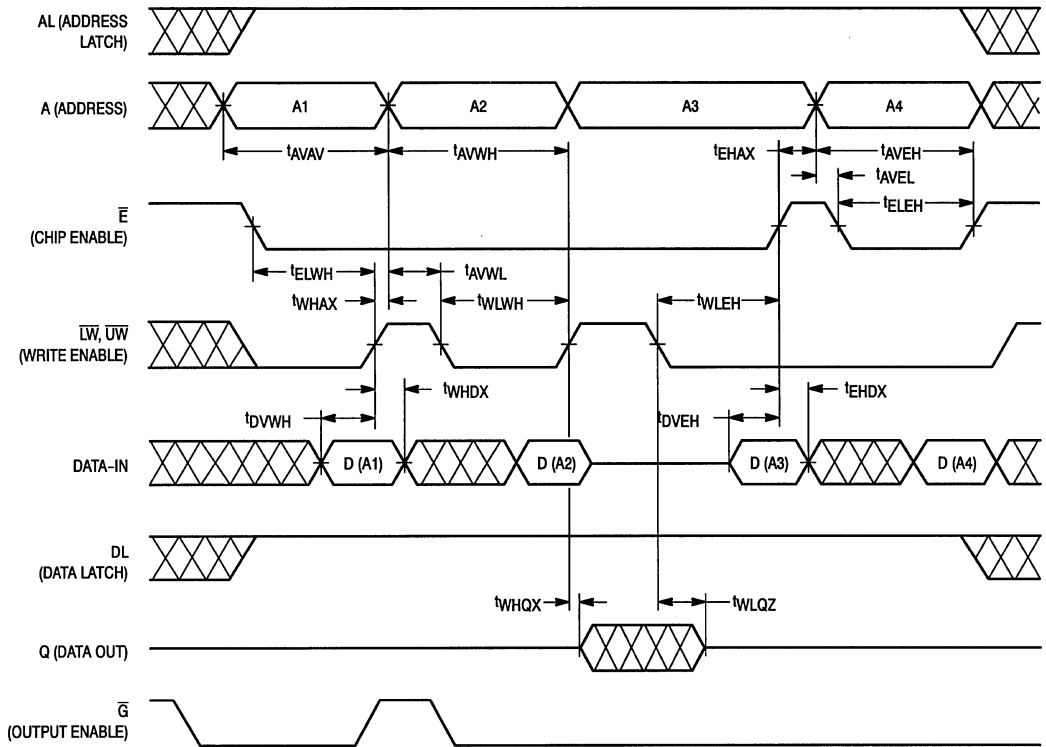 AL (ADDRESS
LATCH)
A (ADDRESS)
A1
A2
A3
A4
tAVAV
tAVWH
tEHAX
tAVEH
tAVEL
E
(CHIP ENABLE)
tELEH
tELWH
tAVWL
tWHAX
tWLWH
tWLEH
LW, UW
(WRITE ENABLE)
tWHDX
tEHDX
tDVWH
tDVEH
DATA–IN
D (A1)
D (A2)
D (A3)
D (A4)
DL
(DATA LATCH)
tWHQX
tWLQZ
Q (DATA OUT)
G
(OUTPUT ENABLE)